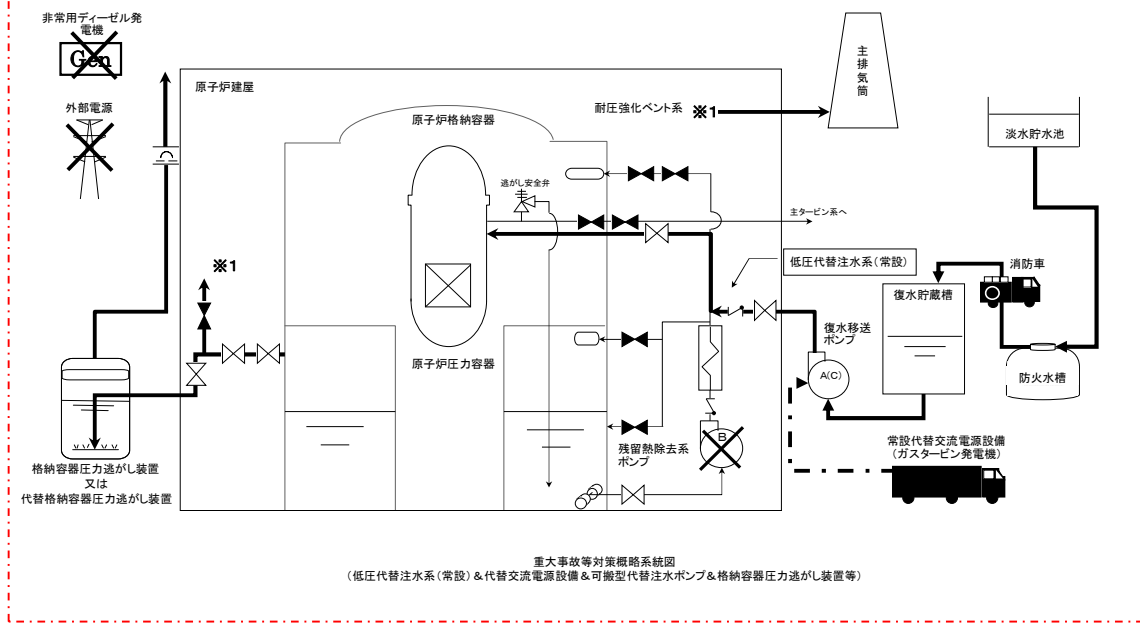 非常用ディーゼル発
電機
Gen
外部電源
原子炉建屋
原子炉格納容器
耐圧強化ベント系 ※1
主排気筒
淡水貯水池
逃がし安全弁
主タービン系へ
※1
低圧代替注水系(常設)
消防車
復水貯蔵槽
復水移送
ポンプ
A(C)
防火水槽
原子炉圧力容器
B
残留熱除去系
ポンプ
常設代替交流電源設備
(ガスタービン発電機)
格納容器圧力逃がし装置
又は
代替格納容器圧力逃がし装置
重大事故等対策概略系統図
(低圧代替注水系(常設)&代替交流電源設備&可搬型代替注水ポンプ&格納容器圧力逃がし装置等)